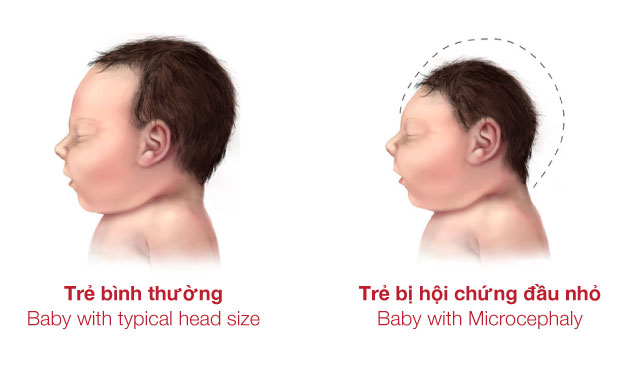 Trẻ bình thường
Baby with typical head size
Trẻ bị hội chứng đầu nhỏ
Baby with Microcephaly